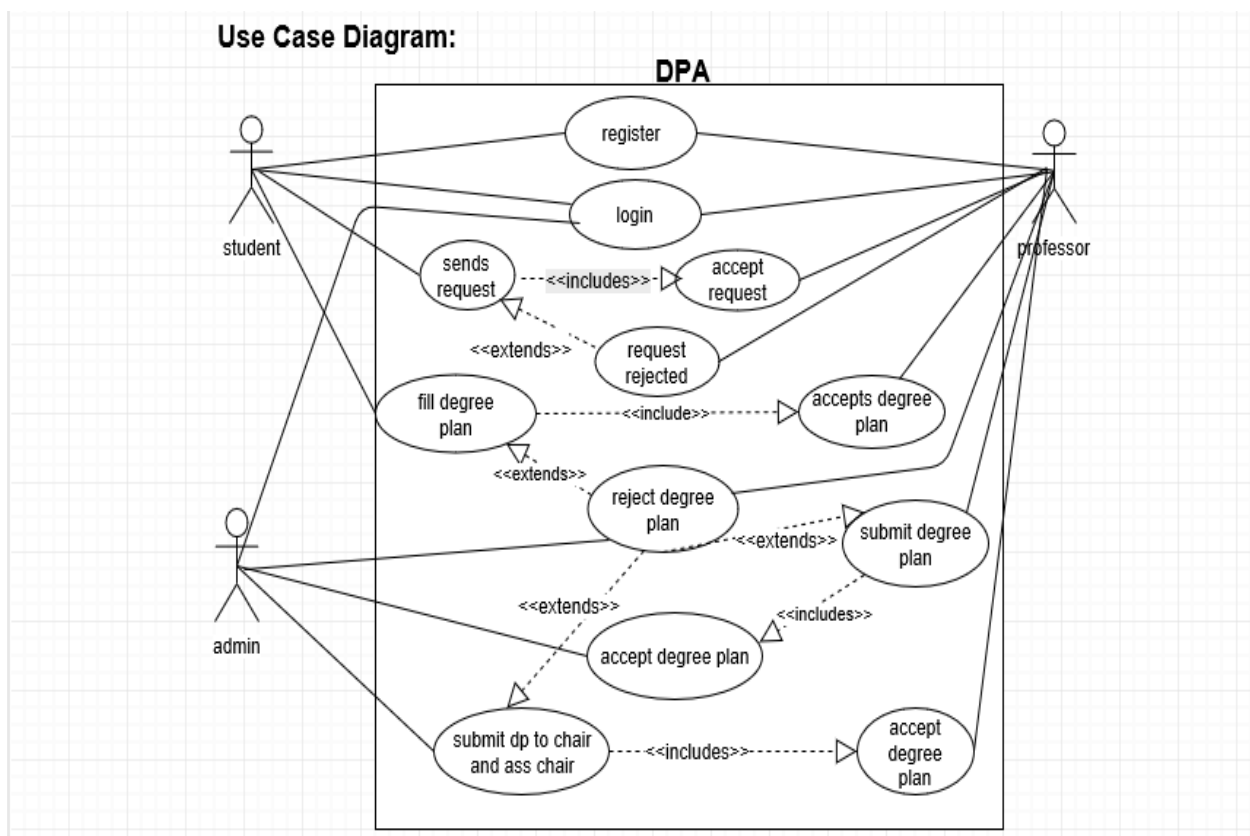 Use Case Diagram:
DPA
register
login
student
professor
sends
request
<<includes>>
accept
request
<<extends>>
request
rejected
fill degree
plan
<<include>>
accepts degree
plan
<<extends>>
reject degree
plan
<<extends>>
submit degree
plan
admin
<<extends>>
<<includes>>
accept degree plan
submit dp to chair
and ass chair
<<includes>>
accept
degree
plan